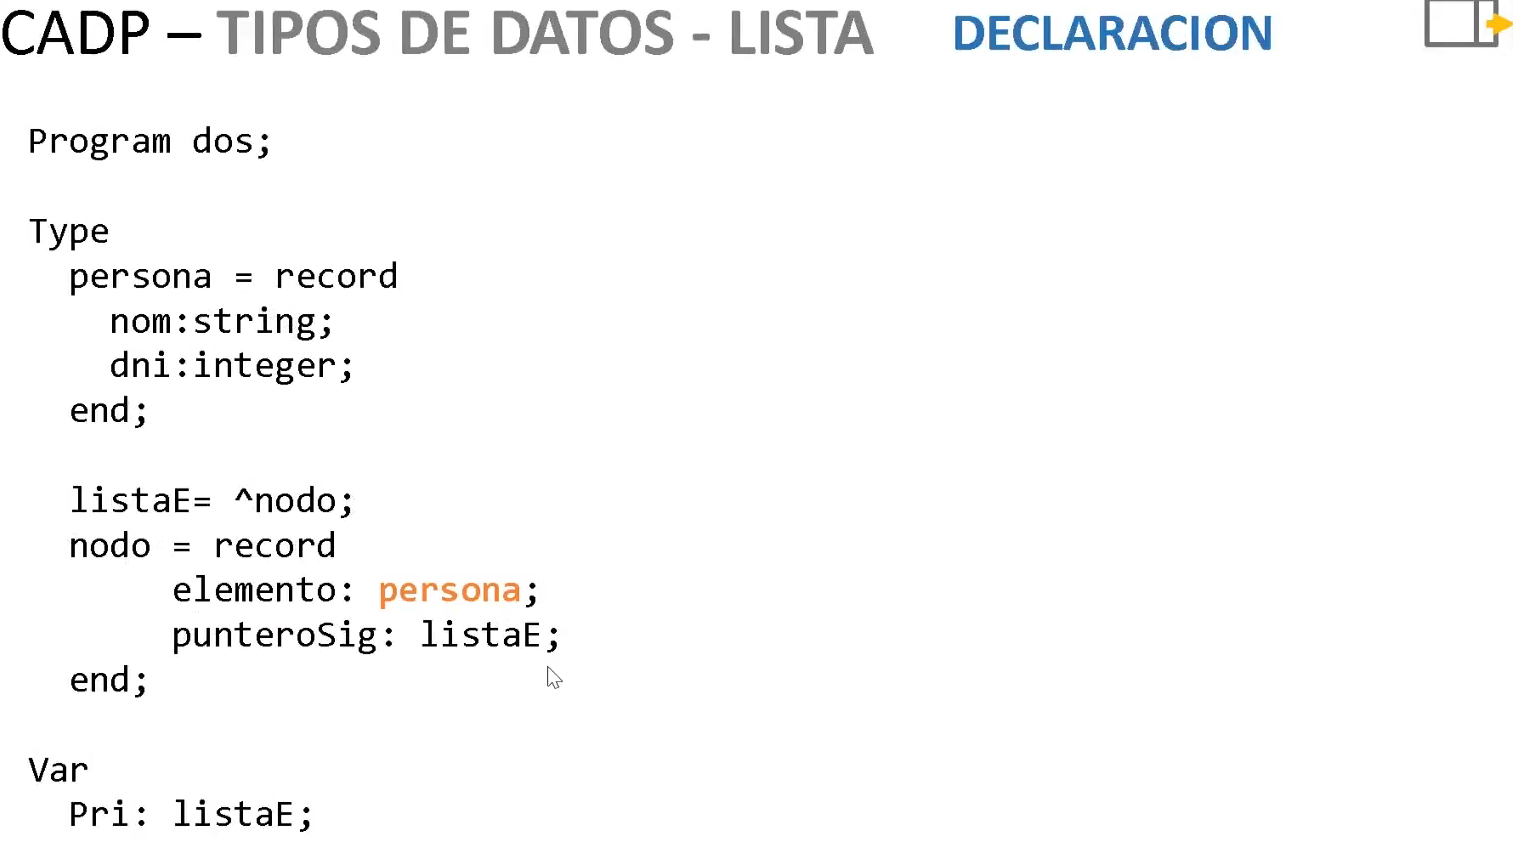 CADP – TIPOS DE DATOS - LISTA DECLARACION
Program dos;
Type
persona = record
nom:string;
dni:integer;
end;
listaE= ^nodo;
nodo = record
elemento: persona;
punteroSig: listaE;
end;
Var
Pri: listaE;